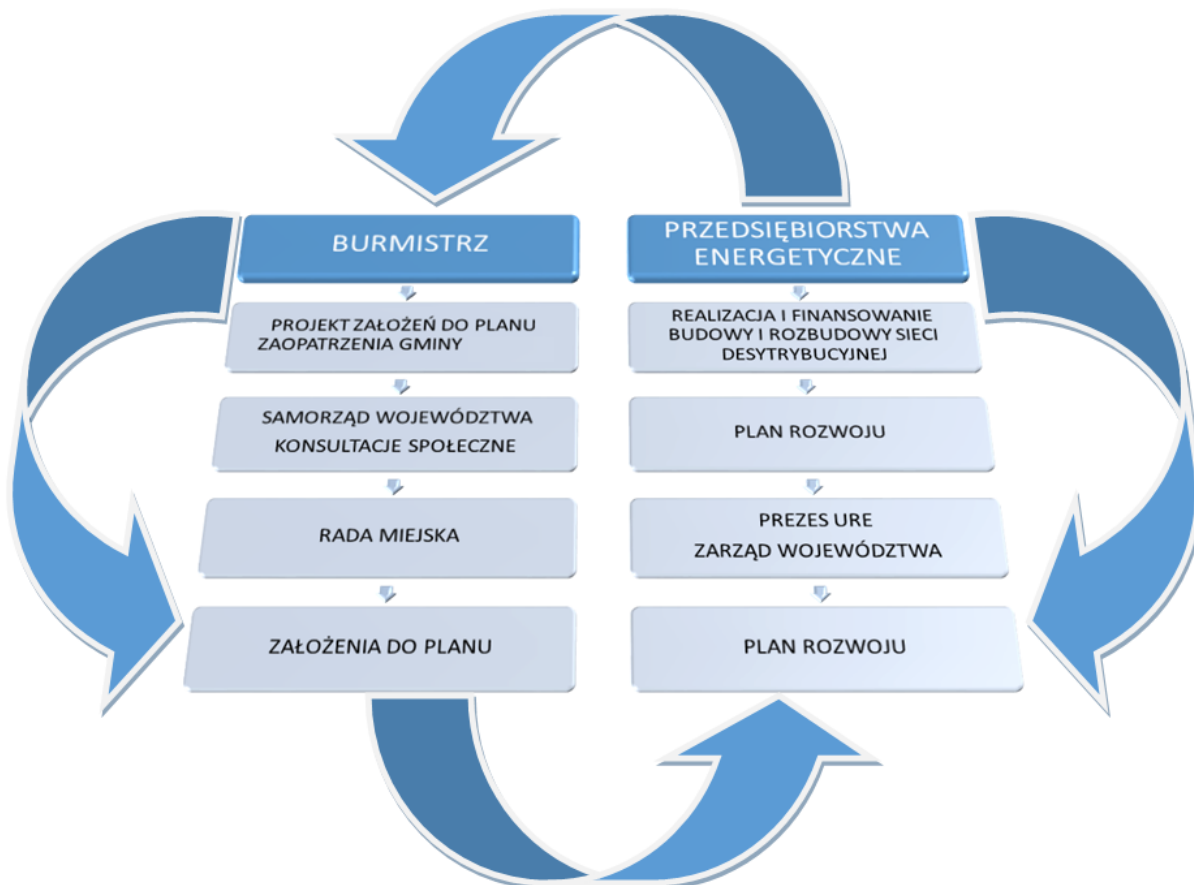 BURMISTRZ
PROJEKT ZAŁOŻEŃ DO PLANU
ZAOPATRZENIA GMINY
SAMORZĄD WOJEWÓDZTWA
KONSULTACJE SPOŁECZNE
RADA MIEJSKA
ZAŁOŻENIA DO PLANU
PRZEDSIĘBIORSTWA
ENERGETYCZNE
REALIZACJA I FINANSOWANIE
BUDOWY I ROZBUDOWY SIECI
DESYTRYBUCYJNEJ
PLAN ROZWOJU
PREZES URE
ZARZĄD WOJEWÓDZTWA
PLAN ROZWOJU